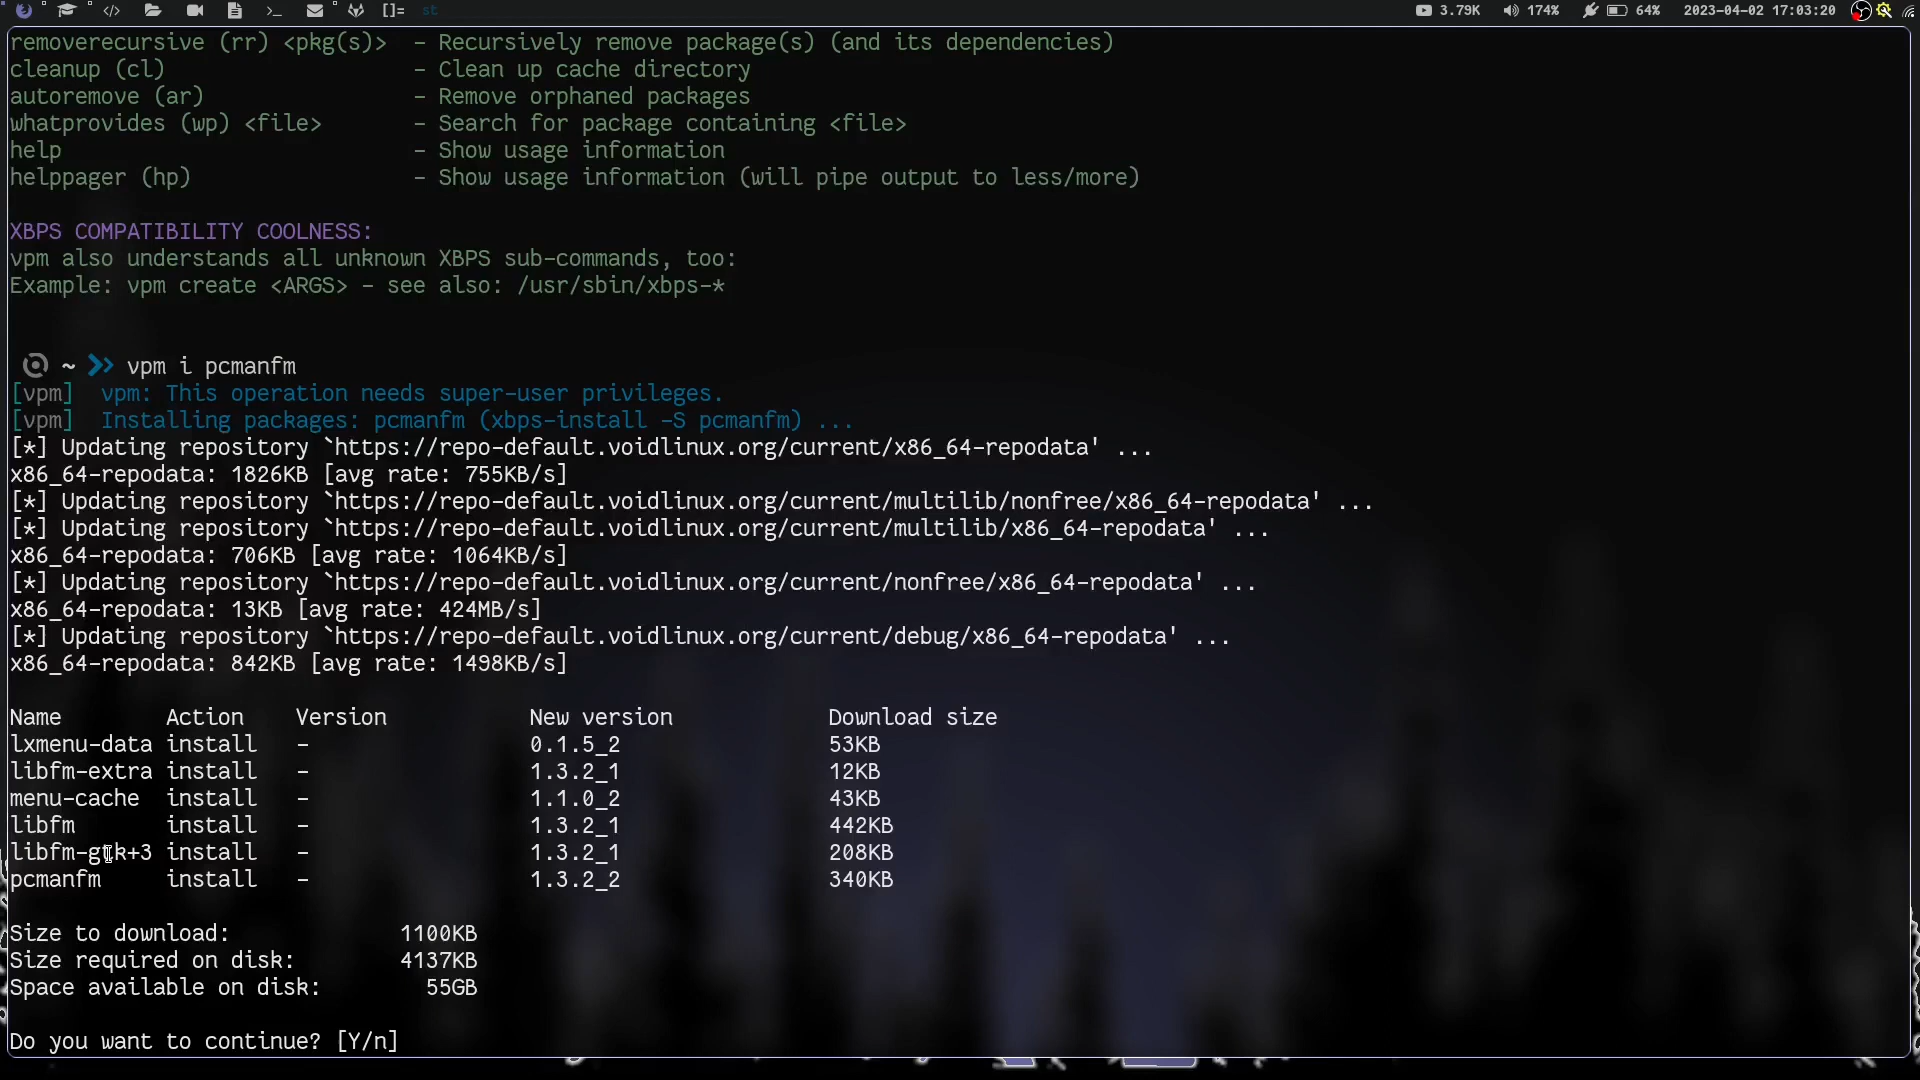 []= st 3.79K 174% 64% 2023-04-02 17:03:20
removerecursive (rr) <pkg(s)> - Recursively remove package(s) (and its dependencies)
cleanup (cl) - Clean up cache directory
autoremove (ar) - Remove orphaned packages
whatprovides (wp) <file> - Search for package containing <file>
help - Show usage information
helppager (hp) - Show usage information (will pipe output to less/more)
XBPS COMPATIBILITY COOLNESS:
vpm also understands all unknown XBPS sub-commands, too:
Example: vpm create <ARGS> - see also: /usr/sbin/xbps-*
~ vpm i pcmanfm
[vpm] vpm: This operation needs super-user privileges.
[vpm] Installing packages: pcmanfm (xbps-install -S pcmanfm) ...
[*] Updating repository `https://repo-default.voidlinux.org/current/x86_64-repodata' ...
x86_64-repodata: 1826KB [avg rate: 755KB/s]
[*] Updating repository `https://repo-default.voidlinux.org/current/multilib/nonfree/x86_64-repodata' ...
[*] Updating repository `https://repo-default.voidlinux.org/current/multilib/x86_64-repodata' ...
x86_64-repodata: 706KB [avg rate: 1064KB/s]
[*] Updating repository `https://repo-default.voidlinux.org/current/nonfree/x86_64-repodata' ...
x86_64-repodata: 13KB [avg rate: 424MB/s]
[*] Updating repository `https://repo-default.voidlinux.org/current/debug/x86_64-repodata' ...
x86_64-repodata: 842KB [avg rate: 1498KB/s]
Name Action Version New version Download size
lxmenu-data install - 0.1.5_2 53KB
libfm-extra install - 1.3.2_1 12KB
menu-cache install - 1.1.0_2 43KB
libfm install - 1.3.2_1 442KB
libfm-gtk+3 install - 1.3.2_1 208KB
pcmanfm install - 1.3.2_2 340KB
Size to download: 1100KB
Size required on disk: 4137KB
Space available on disk: 55GB
Do you want to continue? [Y/n]